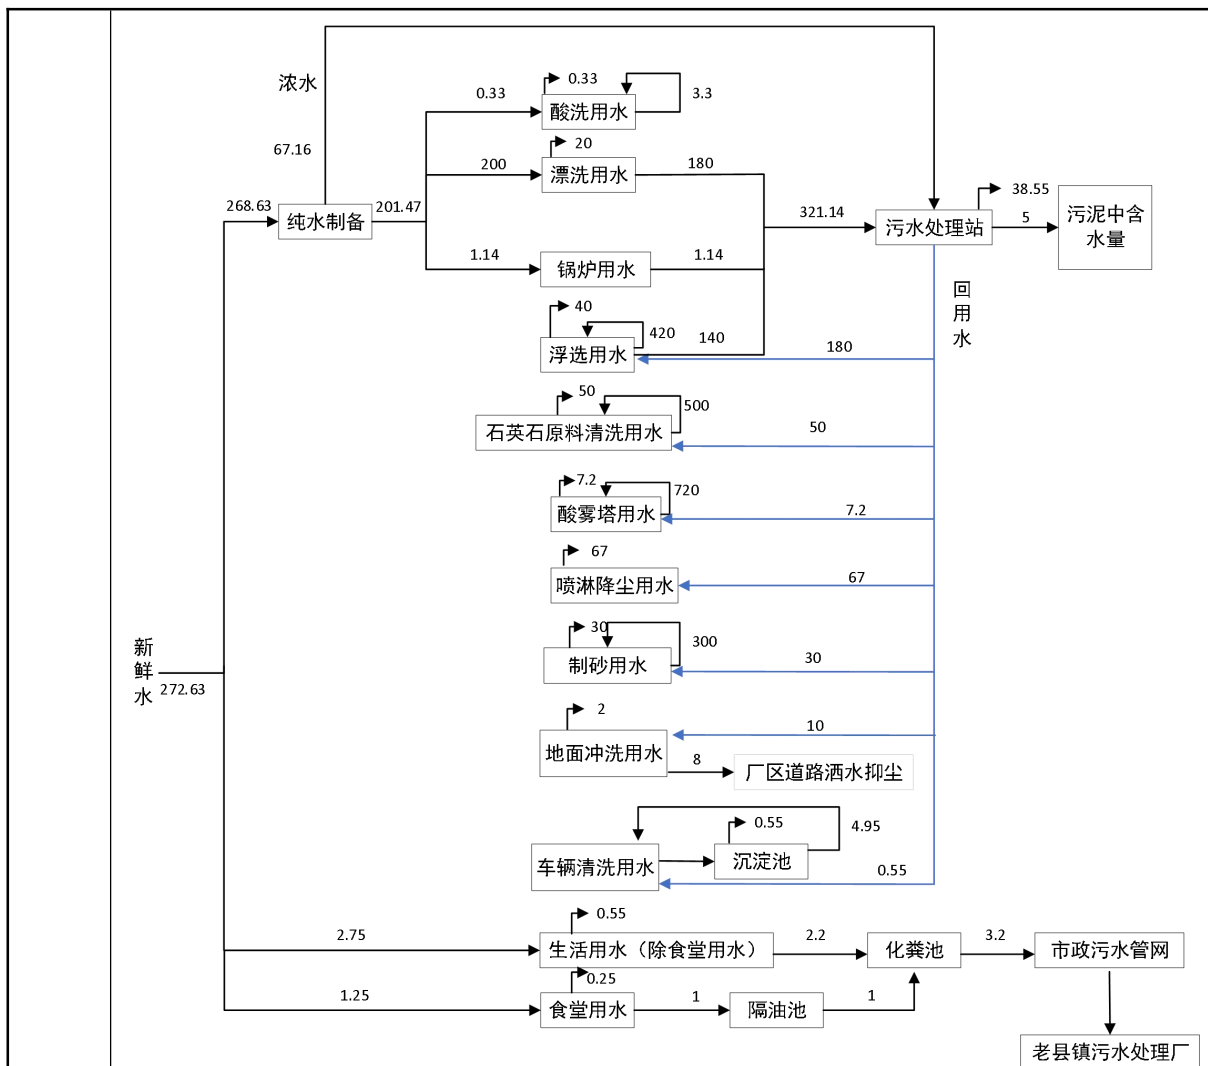 浓水
67.16
0.33
0.33
酸洗用水
3.3
20
200
漂洗用水
180
268.63
纯水制备
201.47
321.14
污水处理站
38.55
5
污泥中含
水量
1.14
锅炉用水
1.14
回
用
水
40
420
浮选用水
140
180
50
500
石英石原料清洗用水
50
7.2
720
酸雾塔用水
7.2
67
喷淋降尘用水
67
30
300
制砂用水
30
新
鲜
水
272.63
2
10
地面冲洗用水
8
厂区道路洒水抑尘
0.55
4.95
车辆清洗用水
沉淀池
0.55
0.55
2.75
生活用水（除食堂用水）
2.2
化粪池
3.2
市政污水管网
0.25
1.25
食堂用水
1
隔油池
1
老县镇污水处理厂